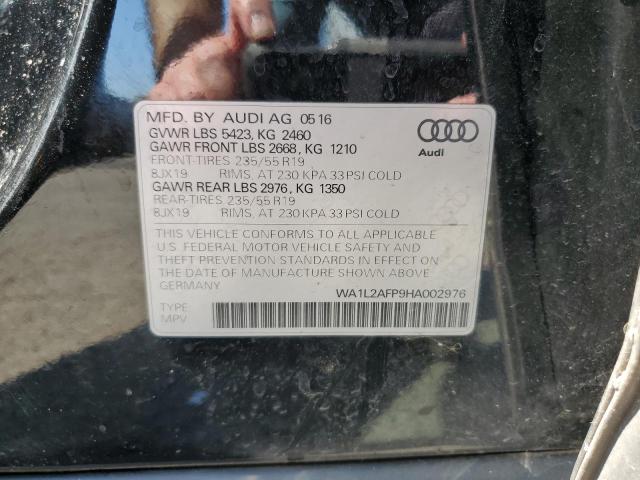 MFD. BY AUDI AG 05 16
GVWR LBS 5423, KG 2460
GAWR FRONT LBS 2668, KG 1210
FRONT-TIRES 235/55 R19
8JX19 RIMS, AT 230 KPA 33 PSI COLD
GAWR REAR LBS 2976, KG 1350
REAR-TIRES 235/55 R19
8JX19 RIMS, AT 230 KPA 33 PSI COLD
Audi
THIS VEHICLE CONFORMS TO ALL APPLICABLE
U.S. FEDERAL MOTOR VEHICLE SAFETY AND
THEFT PREVENTION STANDARDS IN EFFECT ON
THE DATE OF MANUFACTURE SHOWN ABOVE.
GERMANY
WA1L2AFP9HA002976
TYPE:
MPV